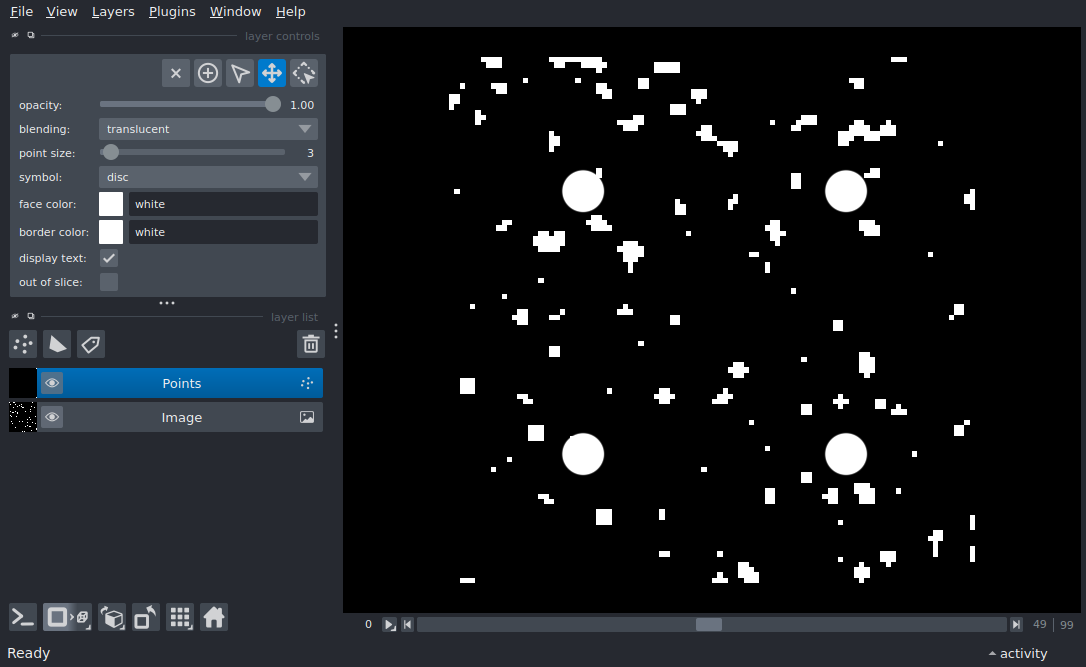 File View Layers Plugins Window Help
layer controls
opacity: 1.00
blending: translucent
point size: 3
symbol: disc
face color: white
border color: white
display text:
out of slice:
layer list
Points
Image
0 49 99
Ready activity